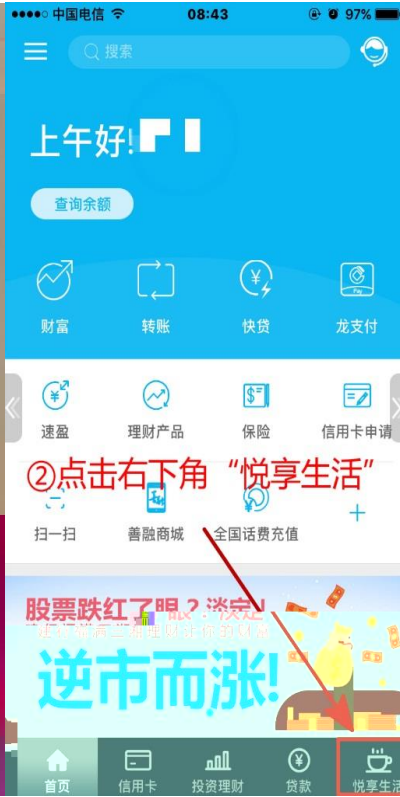 中国电信 08:43 97%
搜索
上午好!
查询余额
财富 转账 快贷 龙支付
Pay
速盈 理财产品 保险 信用卡申请
②点击右下角“悦享生活”
扫一扫 善融商城 全国话费充值
股票跌红了眼?淡定!
逆市而涨!
首页 信用卡 投资理财 贷款 悦享生活